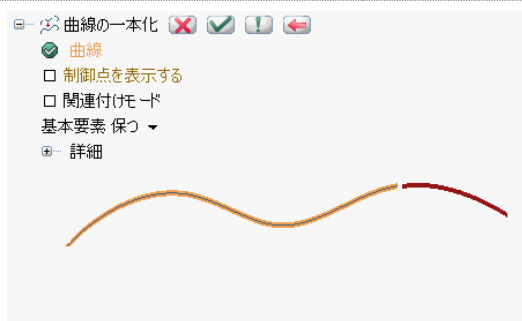 曲線の一本化
曲線
制御点を表示する
関連付けモード
基本要素 保つ
詳細